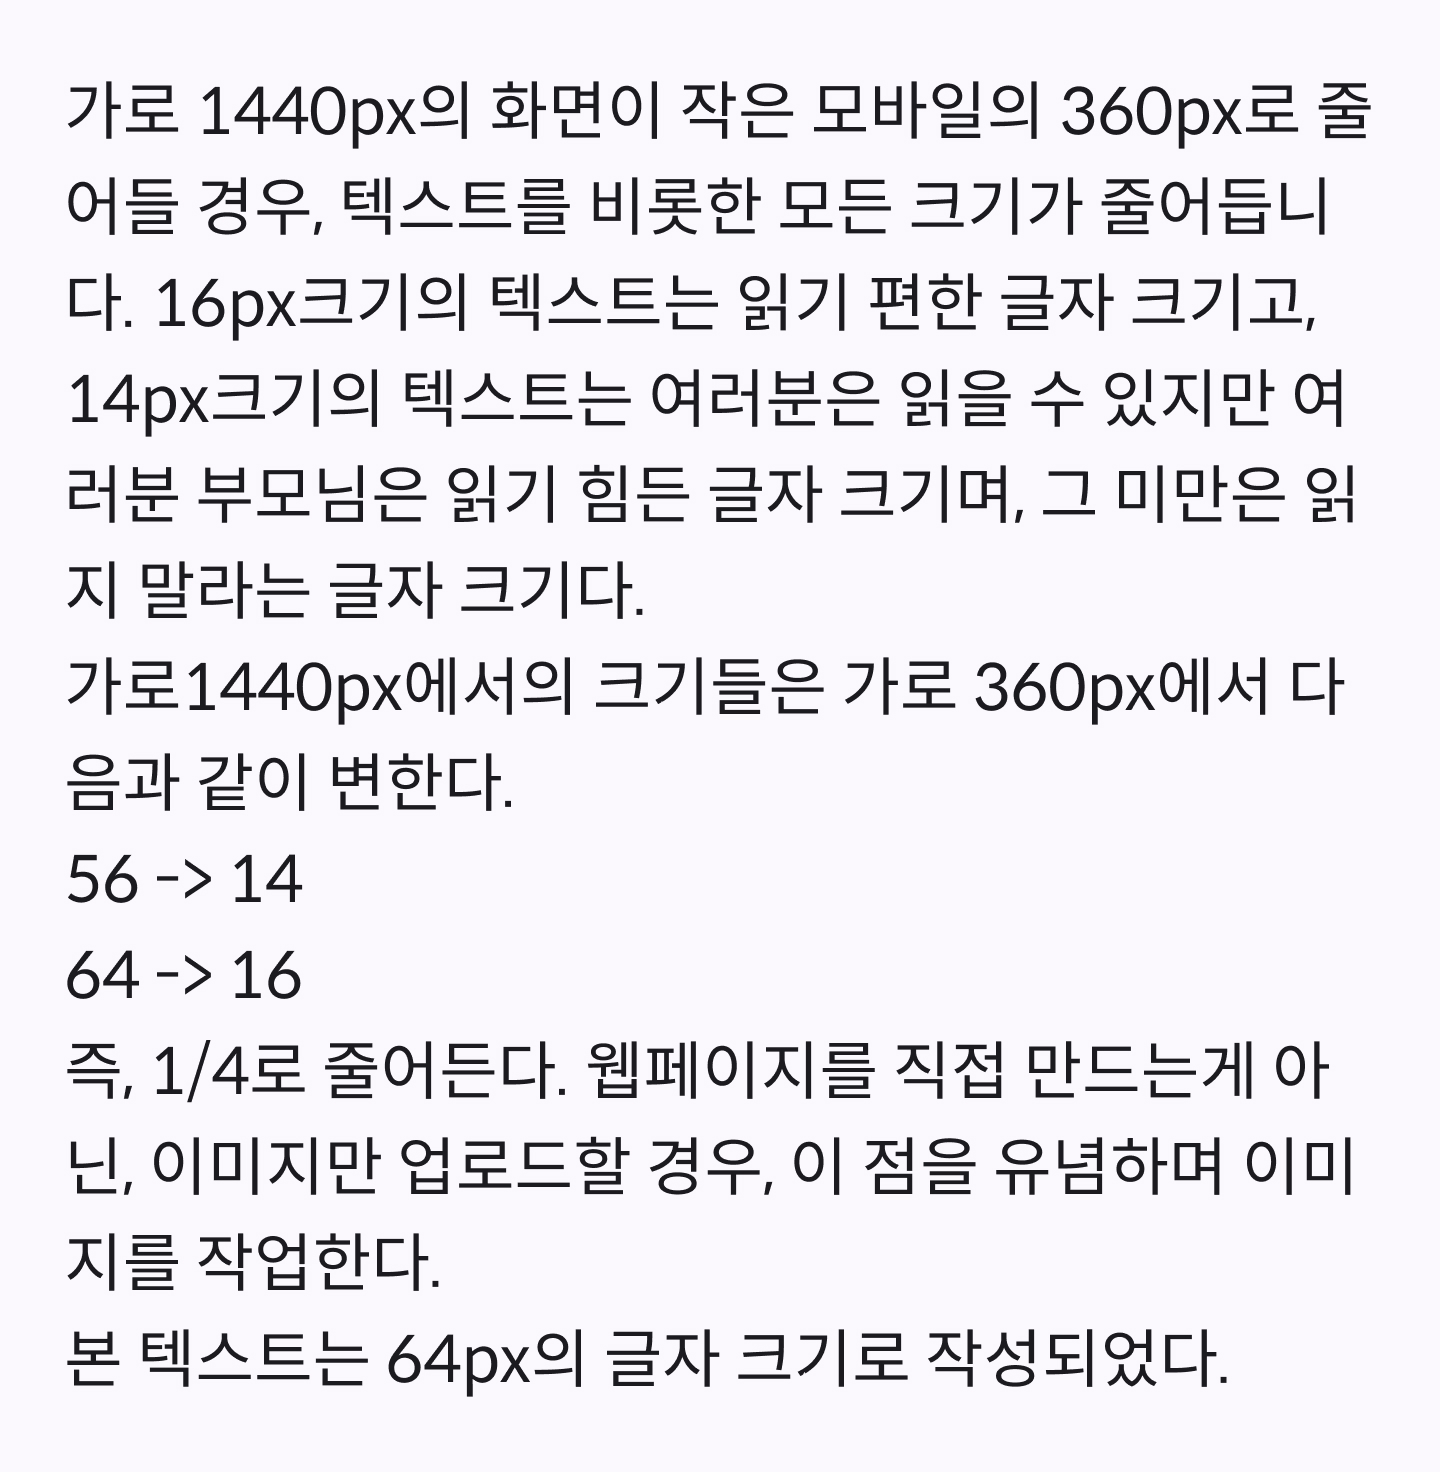 가로 1440px의 화면이 작은 모바일의 360px로 줄
어들 경우, 텍스트를 비롯한 모든 크기가 줄어듭니
다. 16px크기의 텍스트는 읽기 편한 글자 크기고,
14px크기의 텍스트는 여러분은 읽을 수 있지만 여
러분 부모님은 읽기 힘든 글자 크기며, 그 미만은 읽
지 말라는 글자 크기다.
가로1440px에서의 크기들은 가로 360px에서 다
음과 같이 변한다.
56 -> 14
64 -> 16
즉, 1/4로 줄어든다. 웹페이지를 직접 만드는게 아
닌, 이미지만 업로드할 경우, 이 점을 유념하며 이미
지를 작업한다.
본 텍스트는 64px의 글자 크기로 작성되었다.